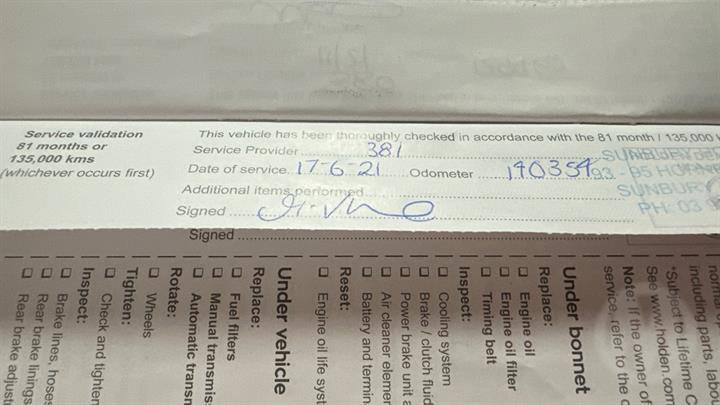 Service validation
81 months or
135,000 kms
(whichever occurs first)
This vehicle has been thoroughly checked in accordance with the 81 month / 135,000
Service Provider 381
Date of service 17-6-21 Odometer 140354
Additional items performed
Signed
SUNBURY
93 - 95
SUNBURY
PH: 03
Signed
including parts, labou
*Subject to Lifetime C
See www.holden.com
Note: If the owner of
service, refer to the
Under bonnet
Replace:
Engine oil
Engine oil filter
Timing belt
Inspect:
Cooling system
Brake / clutch fluid
Power brake unit
Air cleaner elemen
Battery and termin
Reset:
Engine oil life syst
Under vehicle
Replace:
Fuel filters
Manual transmis
Automatic transn
Rotate:
Wheels
Tighten:
Check and tighten
Inspect:
Brake lines, hoses
Rear brake linings
Rear brake adjust